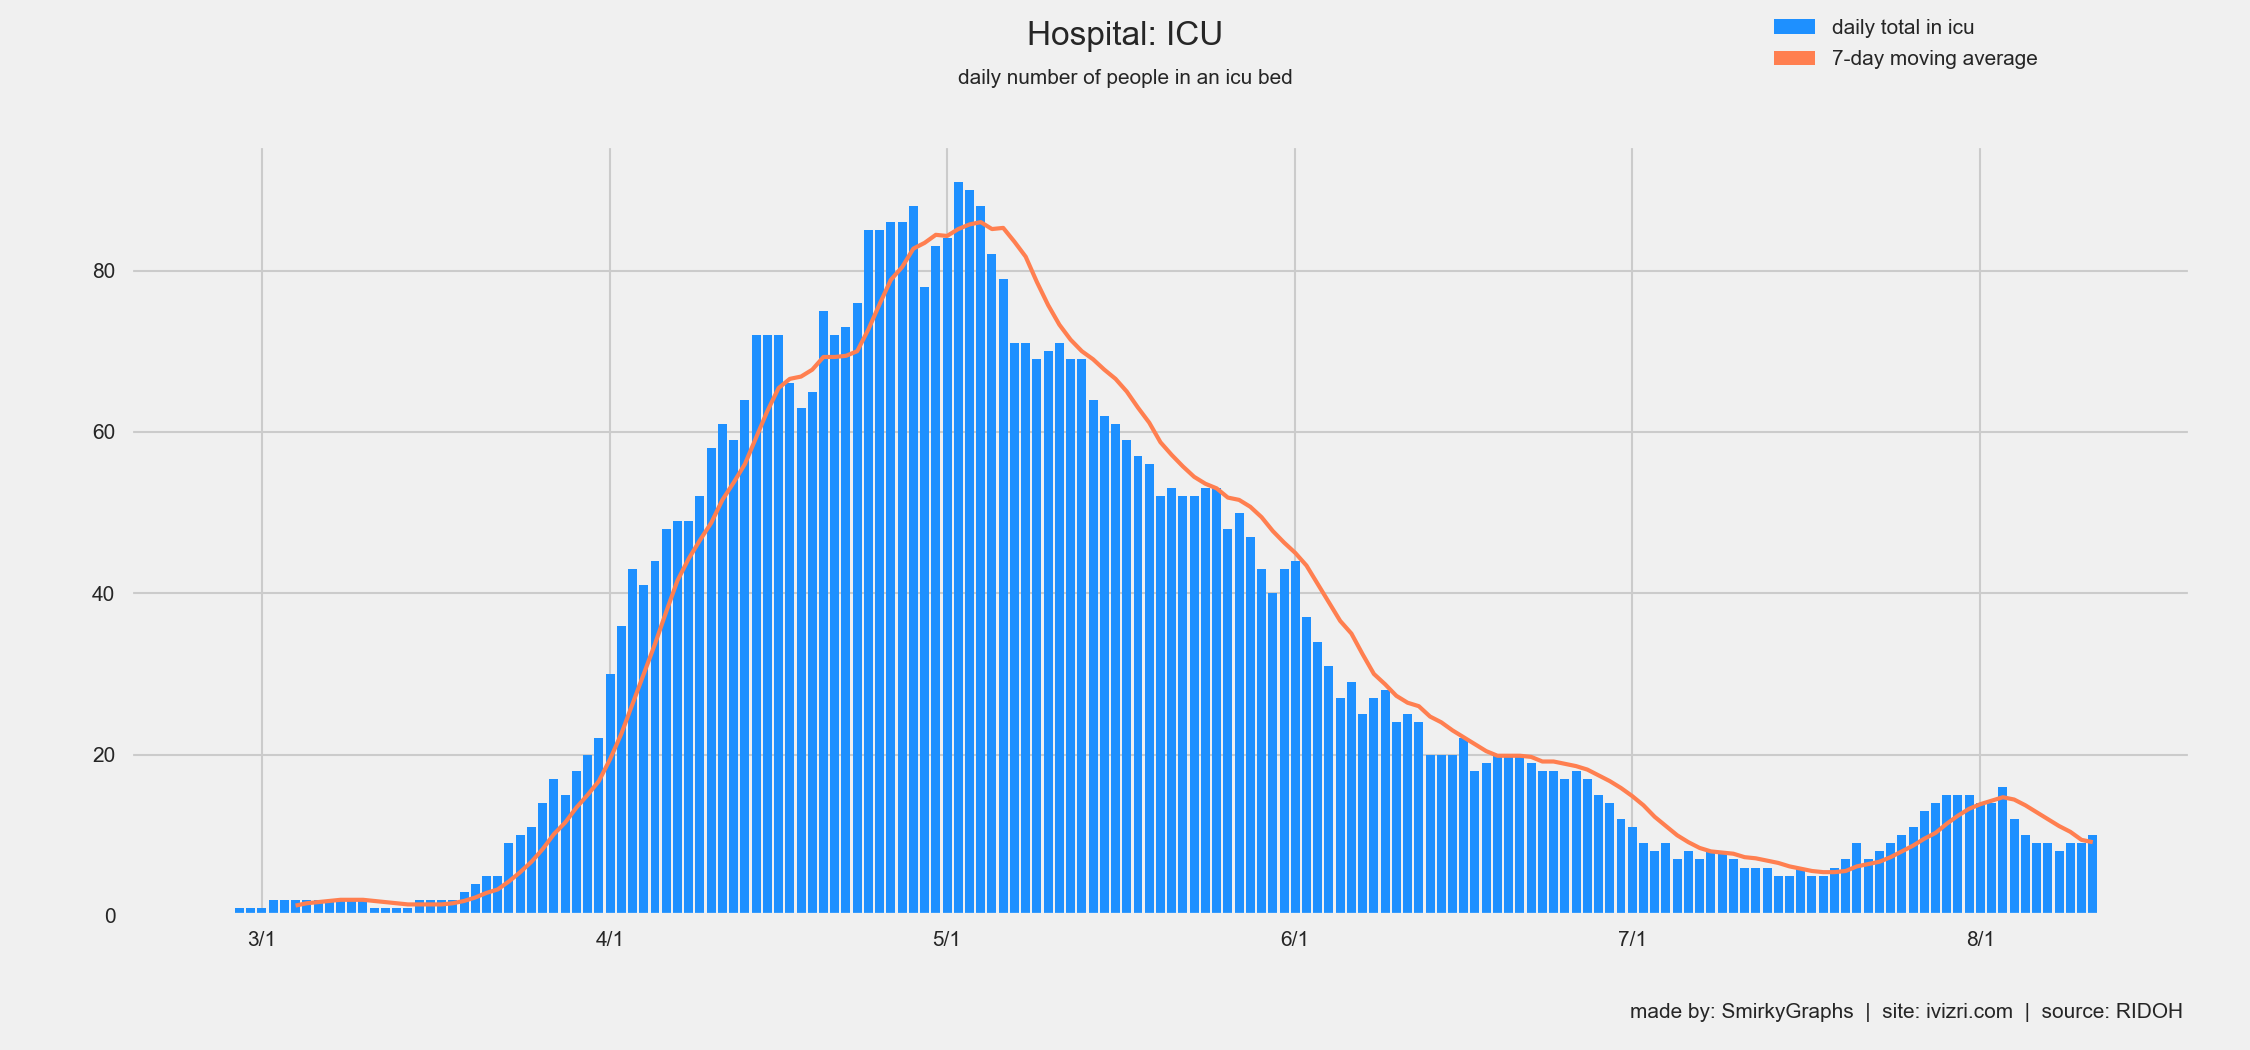 Hospital: ICU
daily number of people in an icu bed
daily total in icu
7-day moving average
80
60
40
20
0
3/1 4/1 5/1 6/1 7/1 8/1
made by: SmirkyGraphs | site: ivizri.com | source: RIDOH